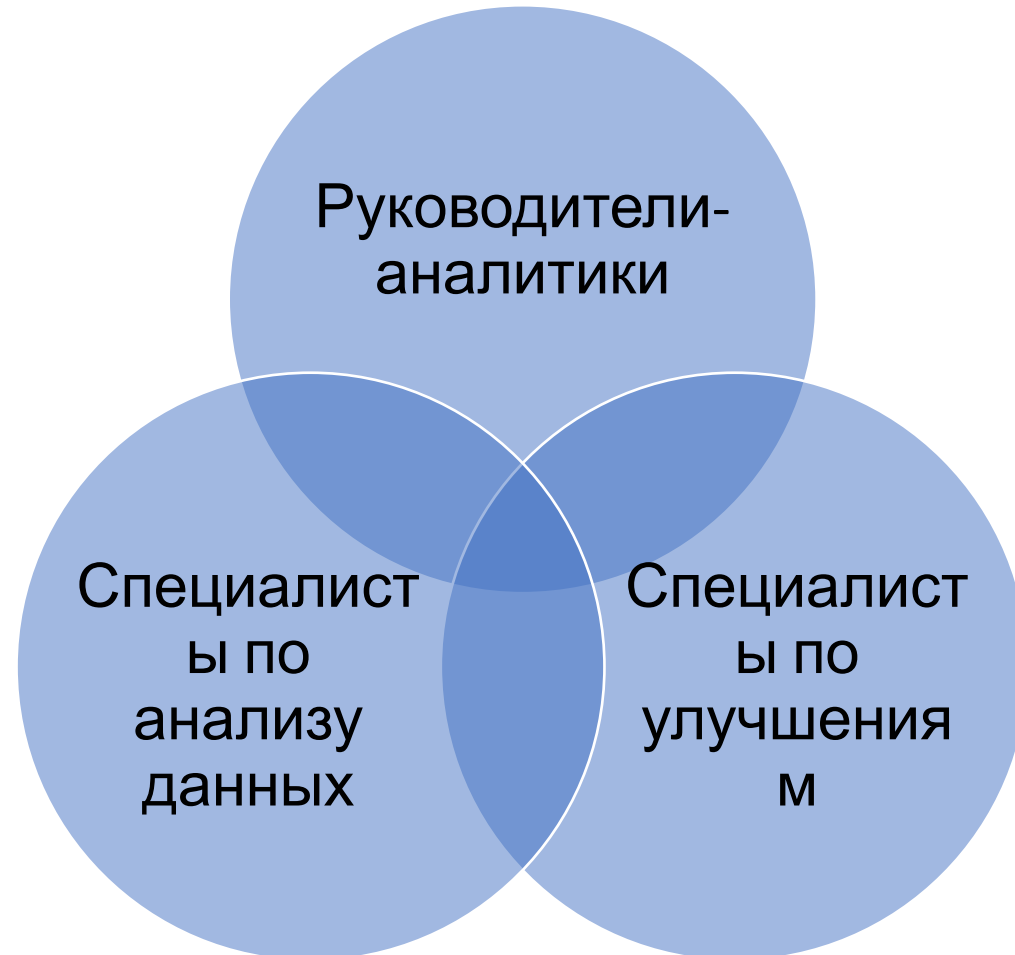 Руководители-
аналитики
Специалист
ы по
анализу
данных
Специалист
ы по
улучшения
м